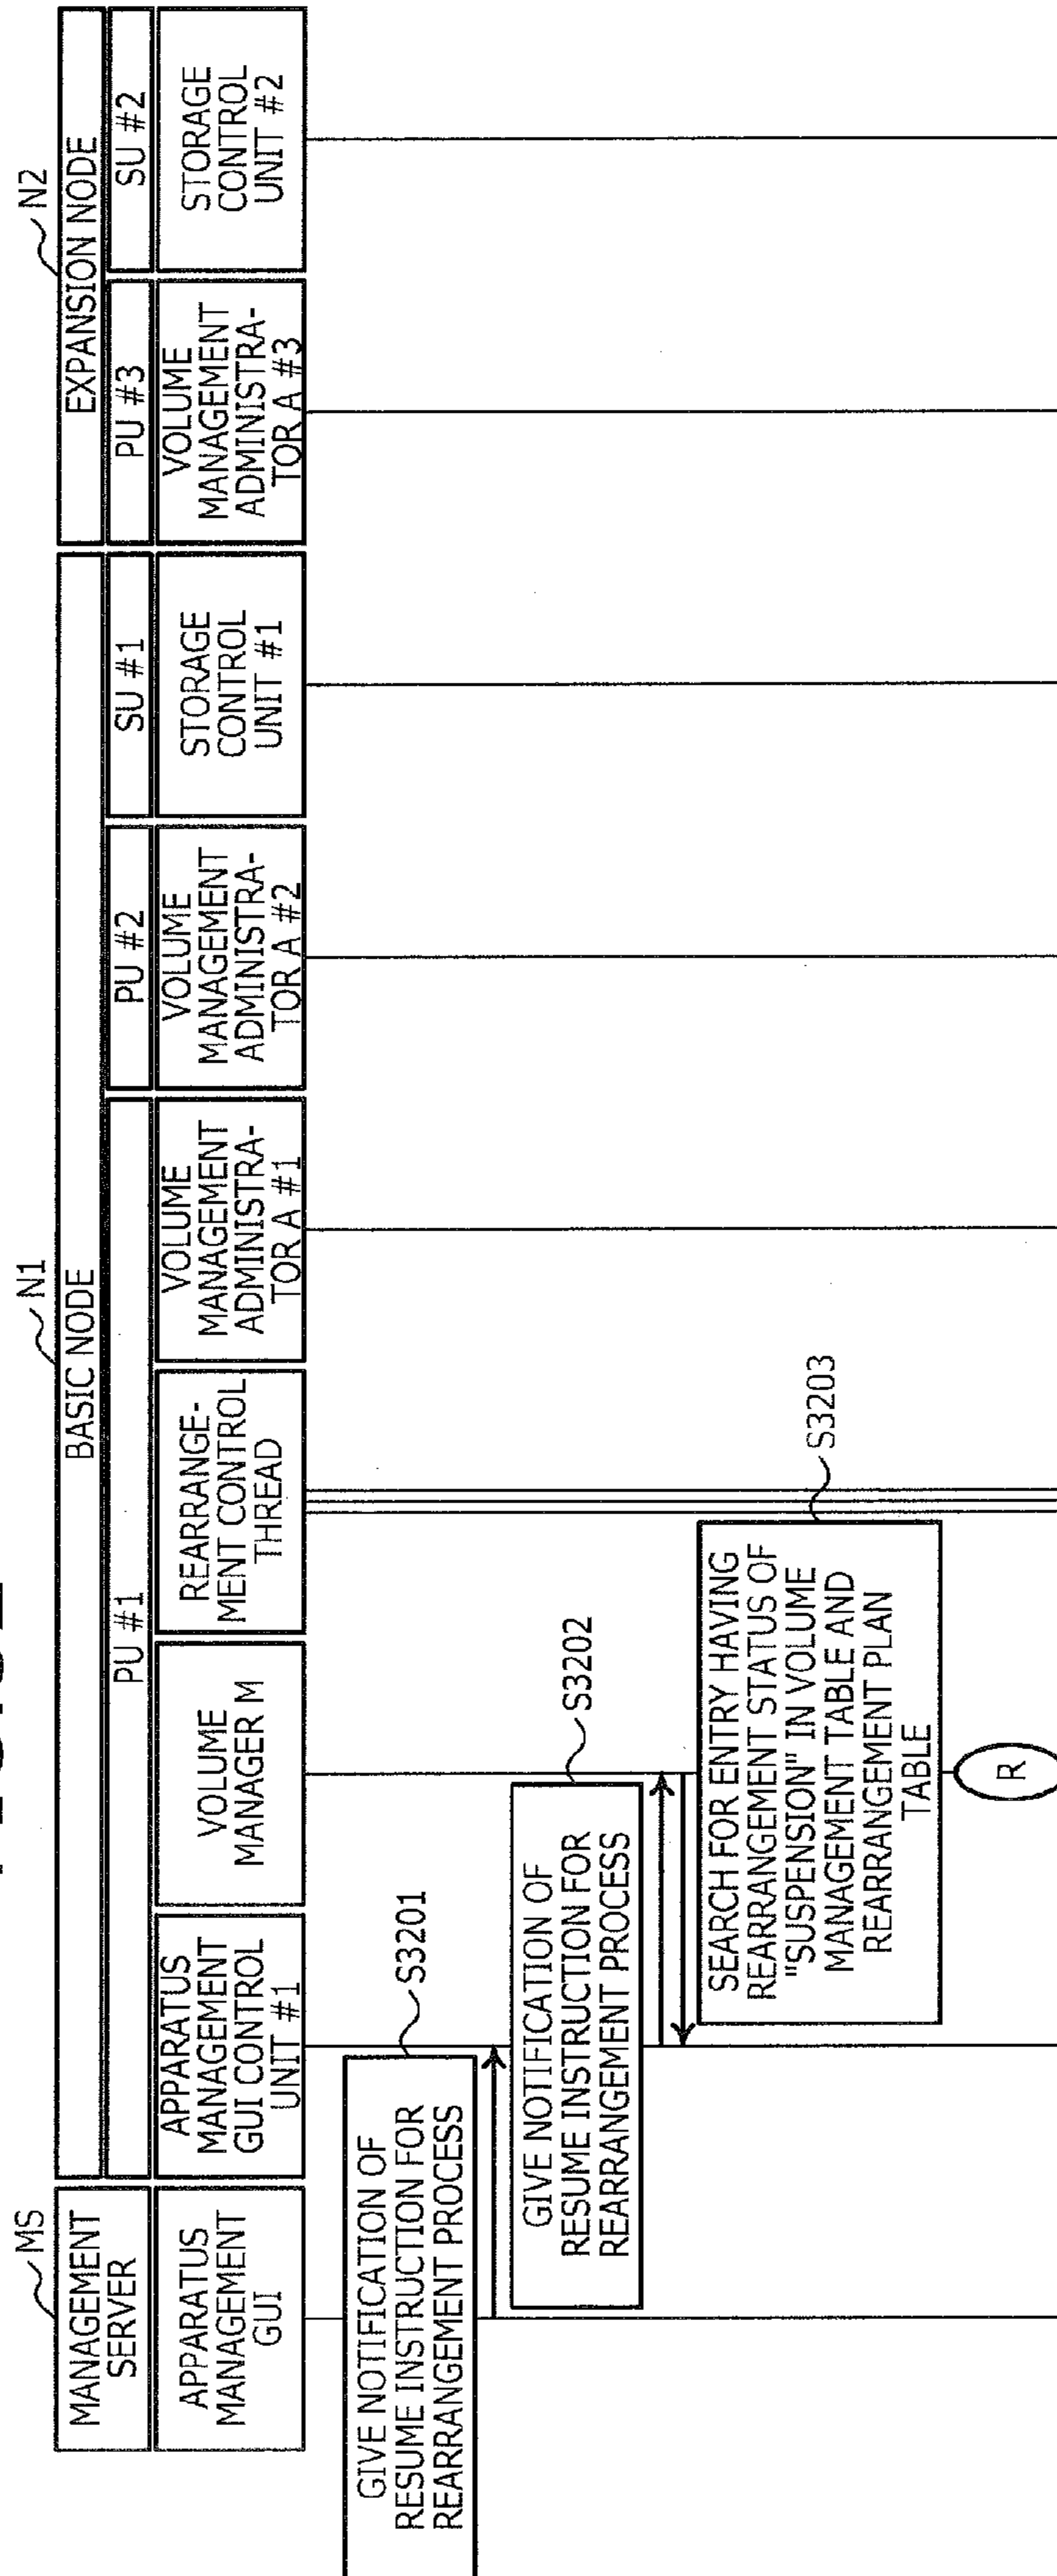 MS
N1
N2
MANAGEMENT
SERVER
BASIC NODE
EXPANSION NODE
PU #1
PU #2
SU #1
PU #3
SU #2
APPARATUS
MANAGEMENT
GUI
APPARATUS
MANAGEMENT
GUI CONTROL
UNIT #1
VOLUME
MANAGER M
REARRANGE-
MENT CONTROL
THREAD
VOLUME
MANAGEMENT
ADMINISTRA-
TOR A #1
VOLUME
MANAGEMENT
ADMINISTRA-
TOR A #2
STORAGE
CONTROL
UNIT #1
VOLUME
MANAGEMENT
ADMINISTRA-
TOR A #3
STORAGE
CONTROL
UNIT #2
S3201
GIVE NOTIFICATION OF
RESUME INSTRUCTION FOR
REARRANGEMENT PROCESS
S3202
GIVE NOTIFICATION OF
RESUME INSTRUCTION FOR
REARRANGEMENT PROCESS
S3203
SEARCH FOR ENTRY HAVING
REARRANGEMENT STATUS OF
"SUSPENSION" IN VOLUME
MANAGEMENT TABLE AND
REARRANGEMENT PLAN
TABLE
R